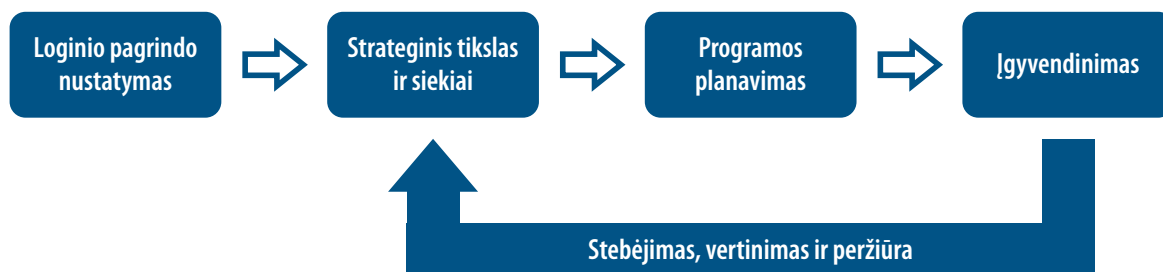 Loginio pagrindo
nustatymas
Strateginis tikslas
ir siekiai
Programos
planavimas
Įgyvendinimas
Stebėjimas, vertinimas ir peržiūra